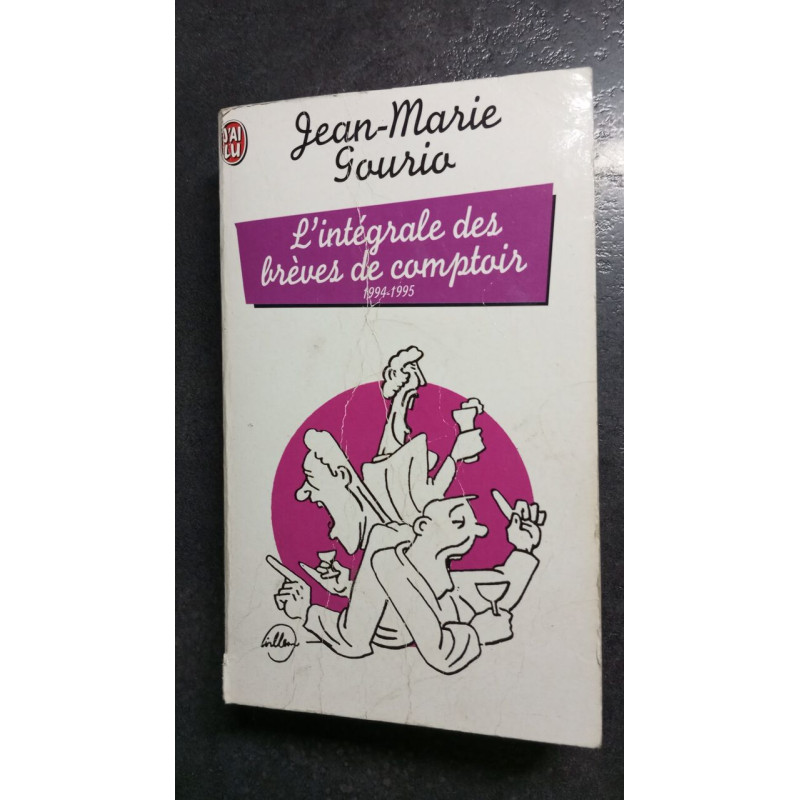 J'AI
LU
Jean-Marie
Gourio
L'intégrale des
brèves de comptoir
1994-1995